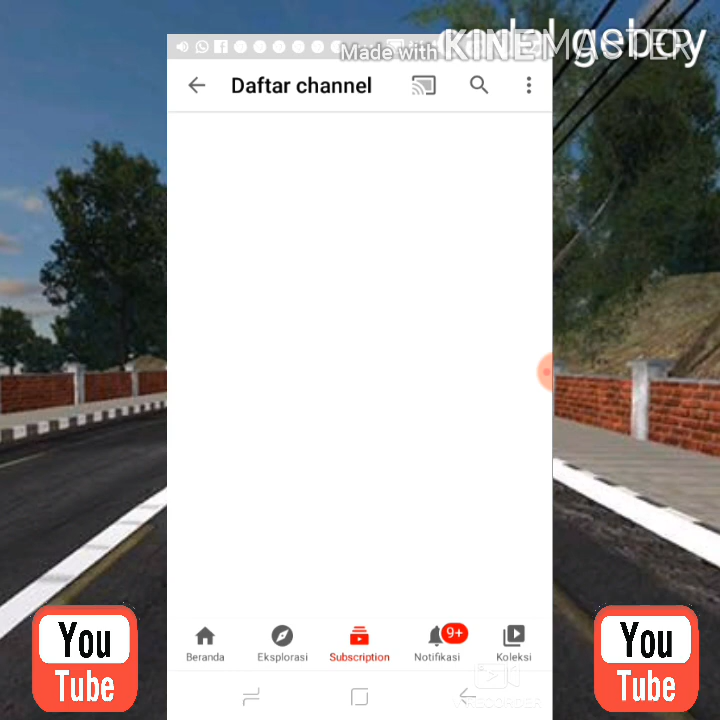 Made with KINEMASTER
Daftar channel
9+
Beranda
Eksplorasi
Subscription
Notifikasi
Koleksi
You
Tube
You
Tube